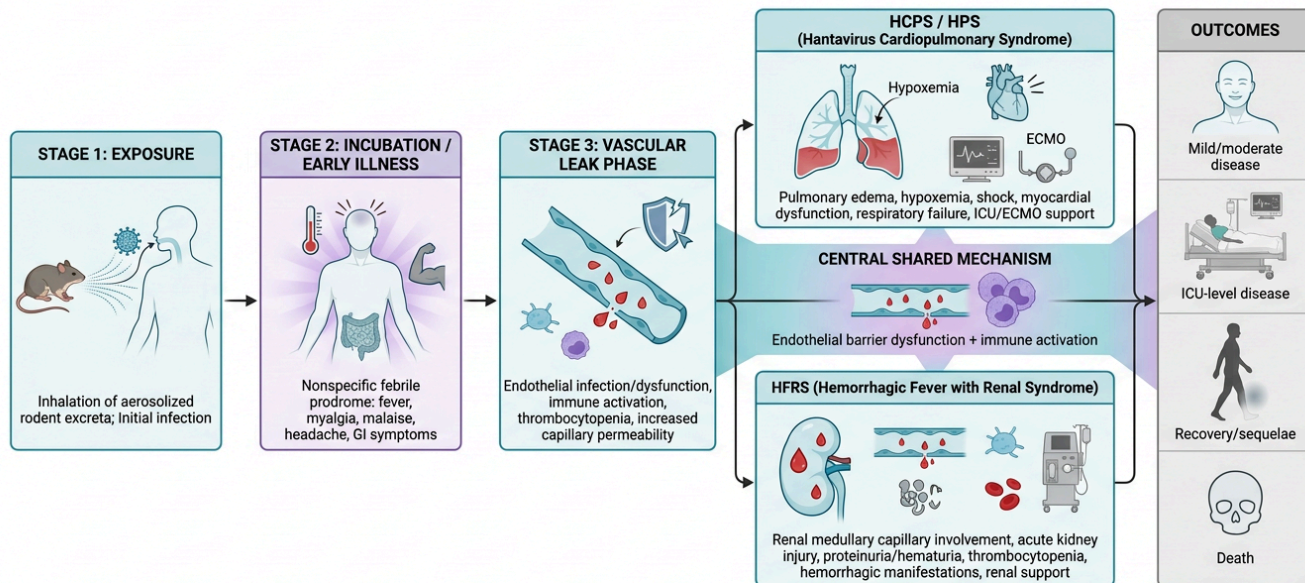 STAGE 1: EXPOSURE
Inhalation of aerosolized
rodent excreta; Initial infection
STAGE 2: INCUBATION /
EARLY ILLNESS
Nonspecific febrile
prodrome: fever,
myalgia, malaise,
headache, GI symptoms
STAGE 3: VASCULAR
LEAK PHASE
Endothelial infection/dysfunction,
immune activation,
thrombocytopenia, increased
capillary permeability
HCPS / HPS
(Hantavirus Cardiopulmonary Syndrome)
Hypoxemia
ECMO
Pulmonary edema, hypoxemia, shock, myocardial
dysfunction, respiratory failure, ICU/ECMO support
CENTRAL SHARED MECHANISM
Endothelial barrier dysfunction + immune activation
HFRS (Hemorrhagic Fever with Renal Syndrome)
Renal medullary capillary involvement, acute kidney
injury, proteinuria/hematuria, thrombocytopenia,
hemorrhagic manifestations, renal support
OUTCOMES
Mild/moderate
disease
ICU-level disease
Recovery/sequelae
Death